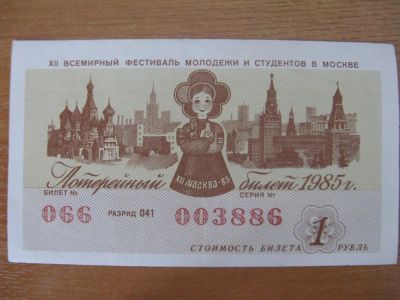 XII ВСЕМИРНЫЙ ФЕСТИВАЛЬ МОЛОДЕЖИ И СТУДЕНТОВ В МОСКВЕ
XII МОСКВА-85
Лотерейный билет 1985 г.
БИЛЕТ № СЕРИЯ №
066 РАЗРЯД 041 003886
СТОИМОСТЬ БИЛЕТА 1 РУБЛЬ